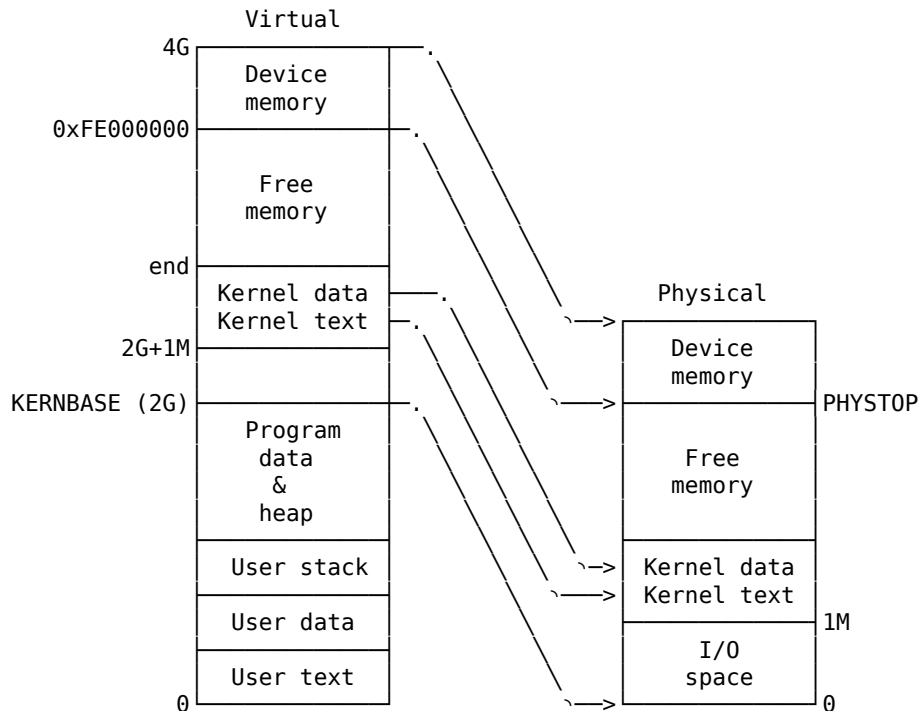 Virtual
4G
Device
memory
0xFE000000
Free
memory
end
Kernel data
Kernel text
2G+1M
KERNBASE (2G)
Program
data
&
heap
User stack
User data
User text
0
Physical
Device
memory
PHYSTOP
Free
memory
Kernel data
Kernel text
1M
I/O
space
0